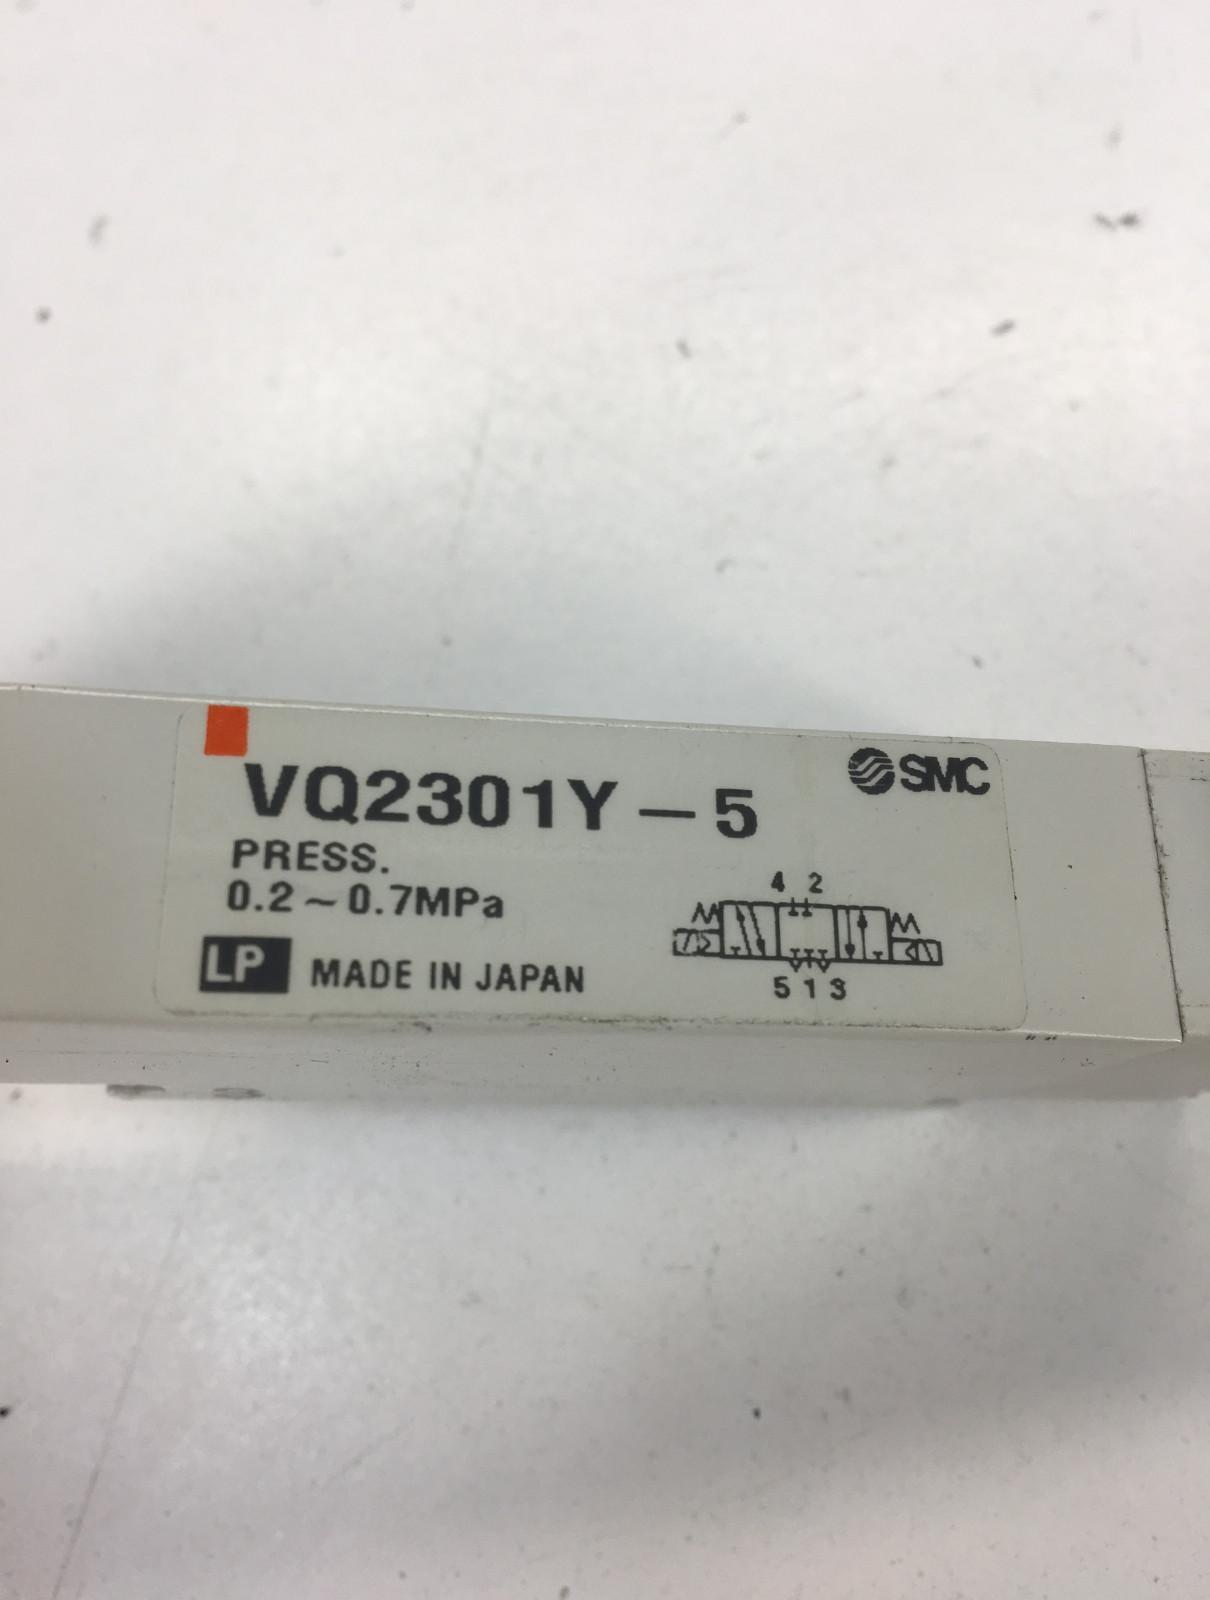 SMC
VQ2301Y-5
PRESS.
0.2~0.7MPa
LP MADE IN JAPAN
4 2
5 1 3